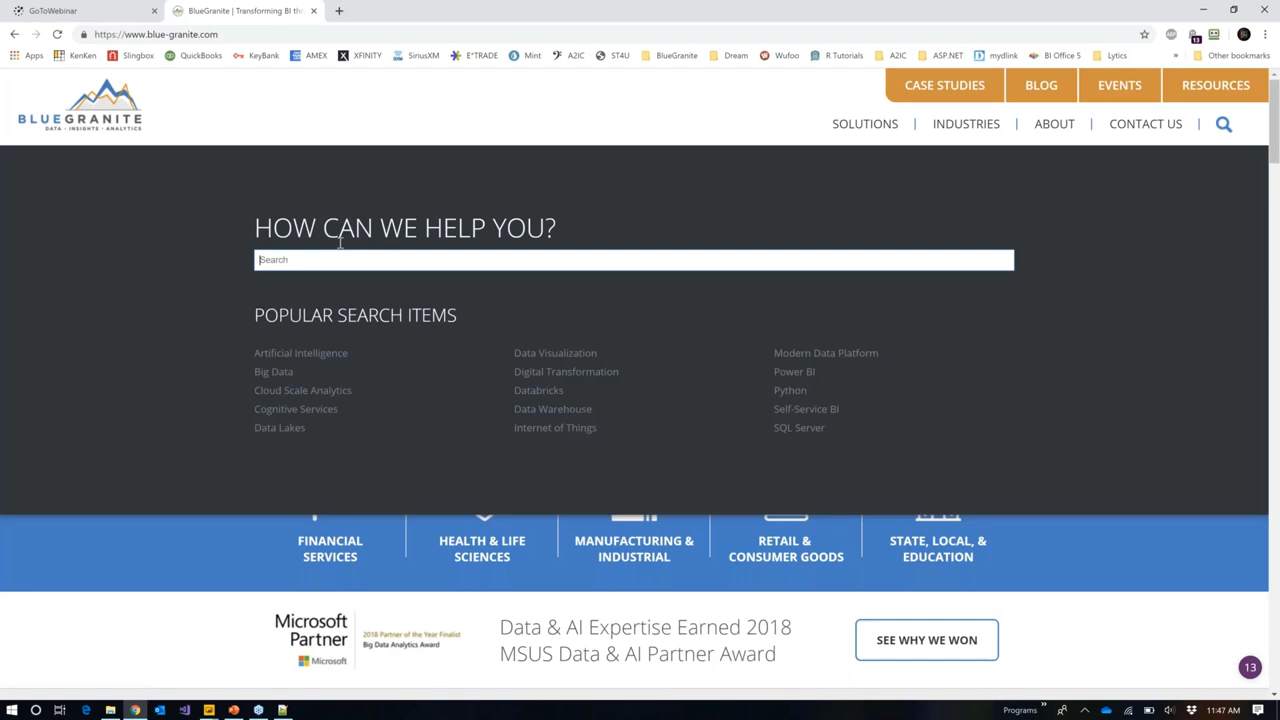 GoToWebinar
BlueGranite | Transforming BI thr
https://www.blue-granite.com
Apps KenKen Slingbox QuickBooks KeyBank AMEX XFINITY SiriusXM E*TRADE Mint A2IC ST4U BlueGranite Dream Wufoo R Tutorials A2IC ASP.NET mydlink BI Office 5 Lytics » Other bookmarks
BLUEGRANITE
DATA · INSIGHTS · ANALYTICS
CASE STUDIES BLOG EVENTS RESOURCES
SOLUTIONS | INDUSTRIES | ABOUT | CONTACT US |
HOW CAN WE HELP YOU?
Search
POPULAR SEARCH ITEMS
Artificial Intelligence Data Visualization Modern Data Platform
Big Data Digital Transformation Power BI
Cloud Scale Analytics Databricks Python
Cognitive Services Data Warehouse Self-Service BI
Data Lakes Internet of Things SQL Server
FINANCIAL SERVICES
HEALTH & LIFE SCIENCES
MANUFACTURING & INDUSTRIAL
RETAIL & CONSUMER GOODS
STATE, LOCAL, & EDUCATION
Microsoft
Partner
Microsoft
2018 Partner of the Year Finalist
Big Data Analytics Award
Data & AI Expertise Earned 2018
MSUS Data & AI Partner Award
SEE WHY WE WON
13
Programs » 11:47 AM